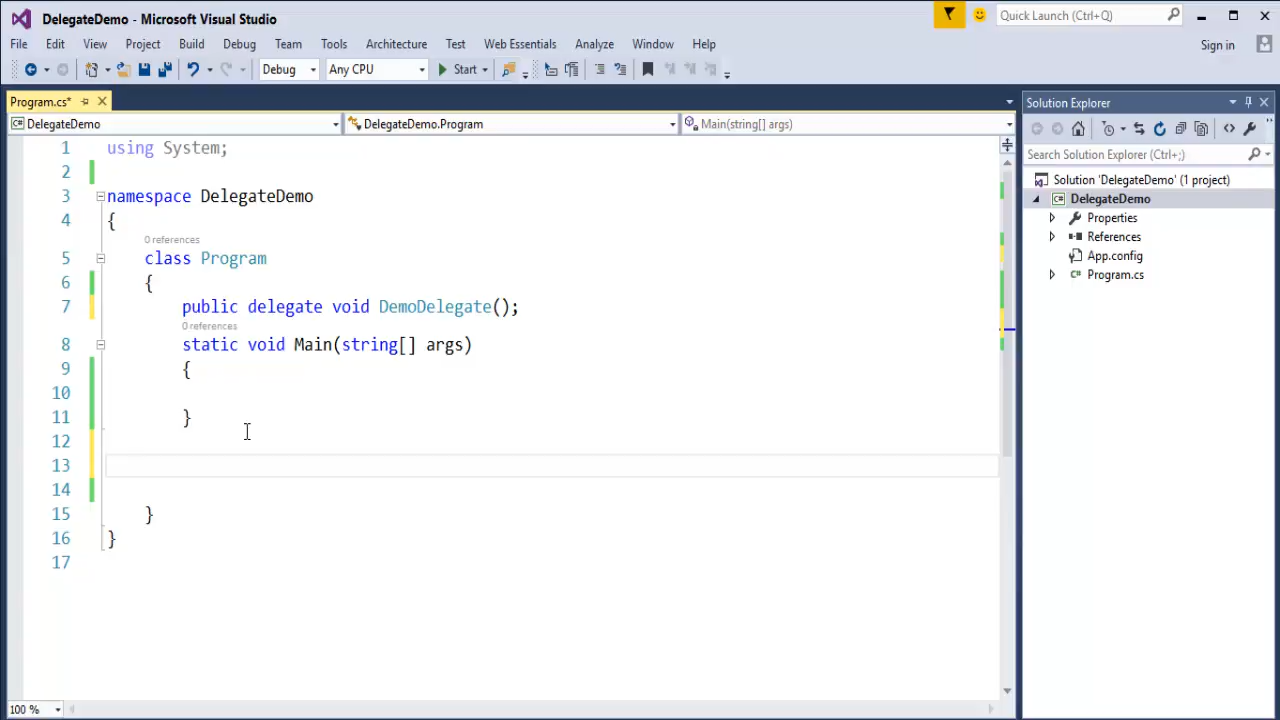 DelegateDemo - Microsoft Visual Studio
Quick Launch (Ctrl+Q)
File Edit View Project Build Debug Team Tools Architecture Test Web Essentials Analyze Window Help
Sign in
Debug Any CPU Start
Program.cs*
DelegateDemo DelegateDemo.Program Main(string[] args)
1 using System;
2
3 namespace DelegateDemo
4 {
0 references
5 class Program
6 {
7 public delegate void DemoDelegate();
0 references
8 static void Main(string[] args)
9 {
10
11 }
12
13
14
15 }
16 }
17
100 %
Solution Explorer
Search Solution Explorer (Ctrl+;)
Solution 'DelegateDemo' (1 project)
DelegateDemo
Properties
References
App.config
Program.cs